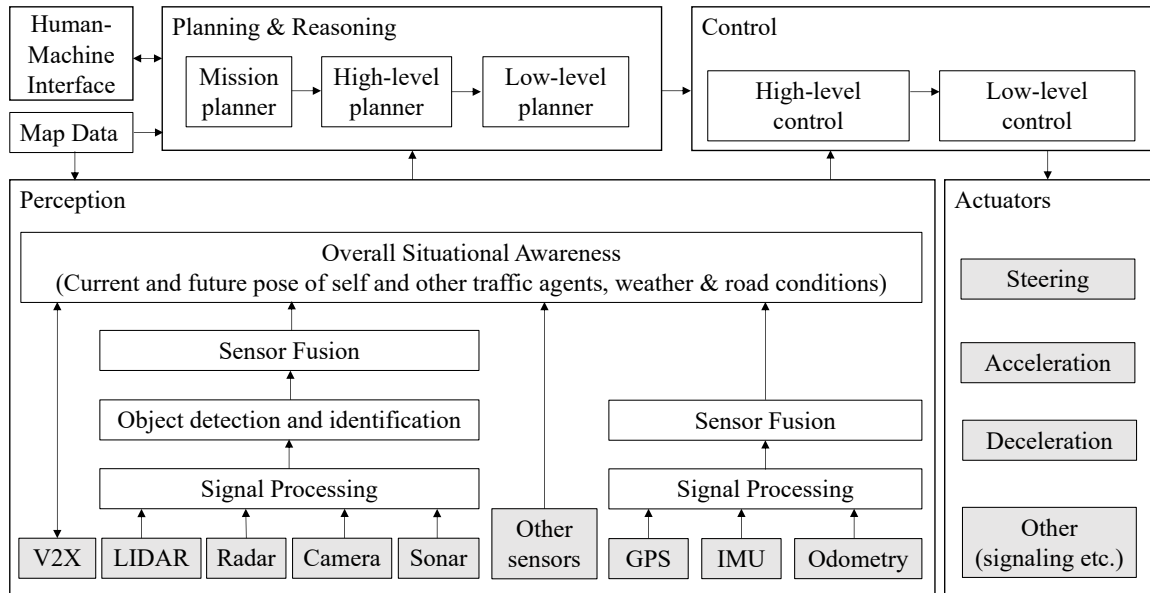 Human-
Machine
Interface
Map Data
Planning & Reasoning
Mission
planner
High-level
planner
Low-level
planner
Control
High-level
control
Low-level
control
Perception
Overall Situational Awareness
(Current and future pose of self and other traffic agents, weather & road conditions)
Sensor Fusion
Object detection and identification
Signal Processing
Sensor Fusion
Signal Processing
V2X
LIDAR
Radar
Camera
Sonar
Other
sensors
GPS
IMU
Odometry
Actuators
Steering
Acceleration
Deceleration
Other
(signaling etc.)